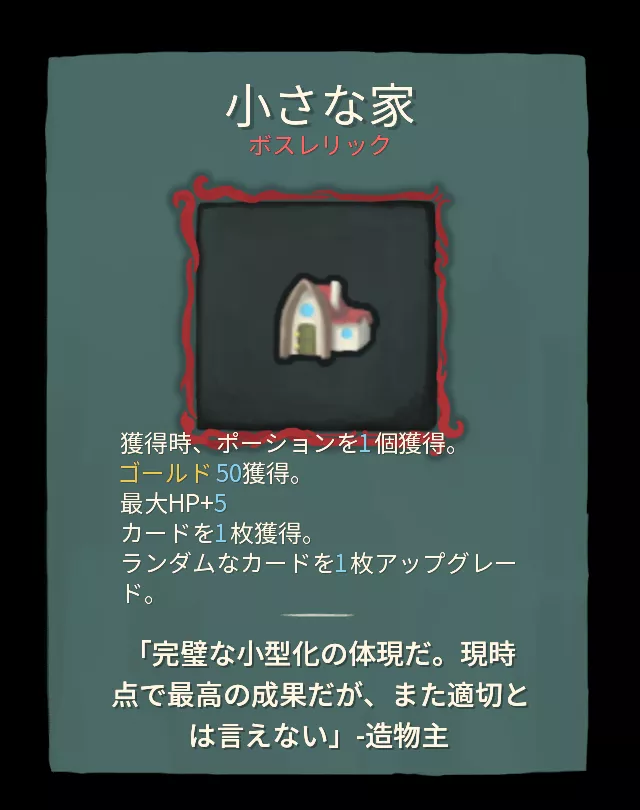 小さな家
ボスレリック
獲得時、ポーションを1個獲得。
ゴールド50獲得。
最大HP+5
カードを1枚獲得。
ランダムなカードを1枚アップグレー
ド。
「完璧な小型化の体現だ。現時
点で最高の成果だが、また適切と
は言えない」-造物主